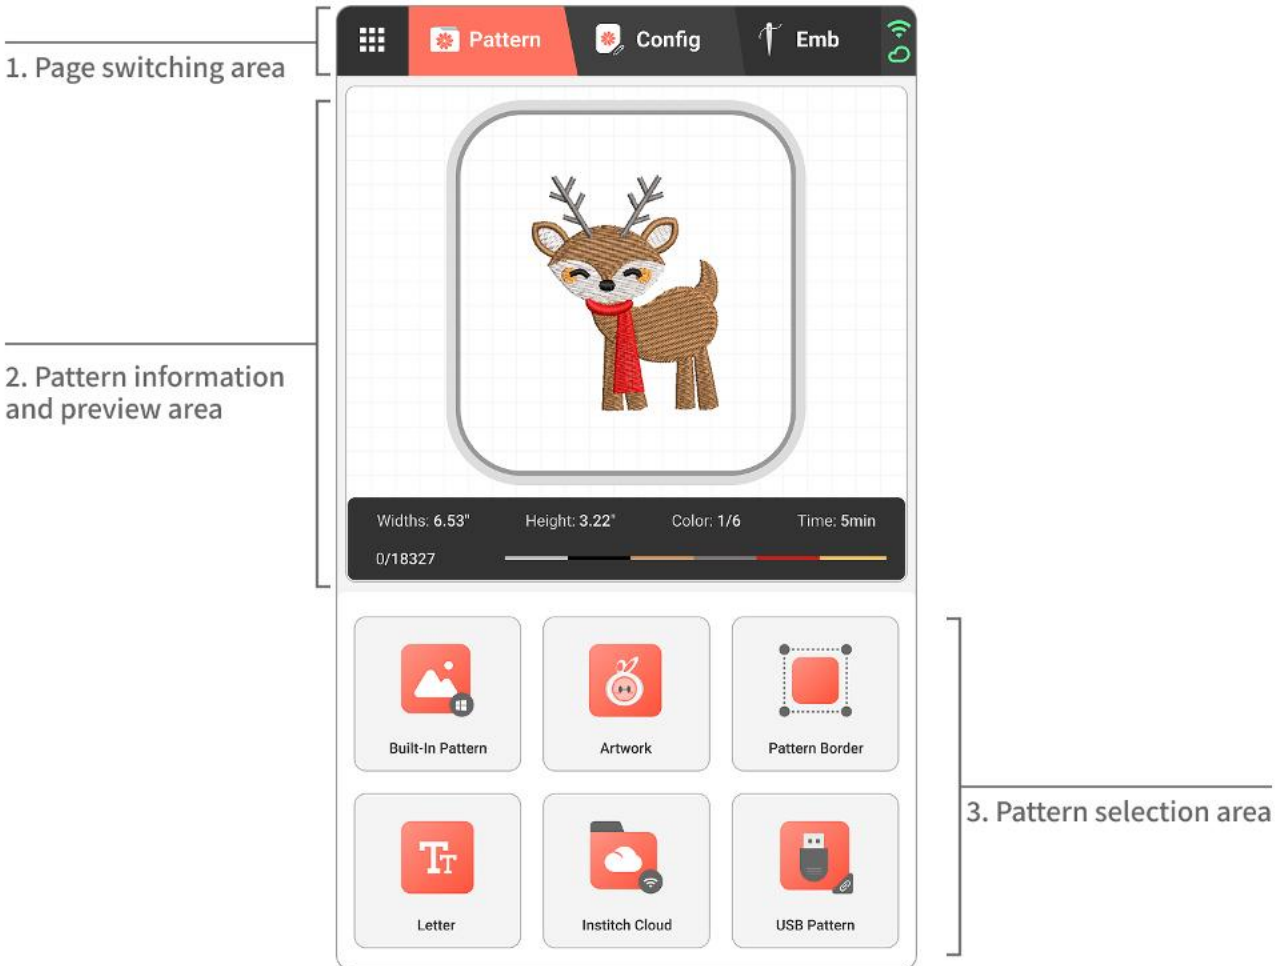 1. Page switching area
Pattern
Config
Emb
2. Pattern information
and preview area
Widths: 6.53" Height: 3.22" Color: 1/6 Time: 5min
0/18327
Built-In Pattern
Artwork
Pattern Border
3. Pattern selection area
Letter
Institch Cloud
USB Pattern